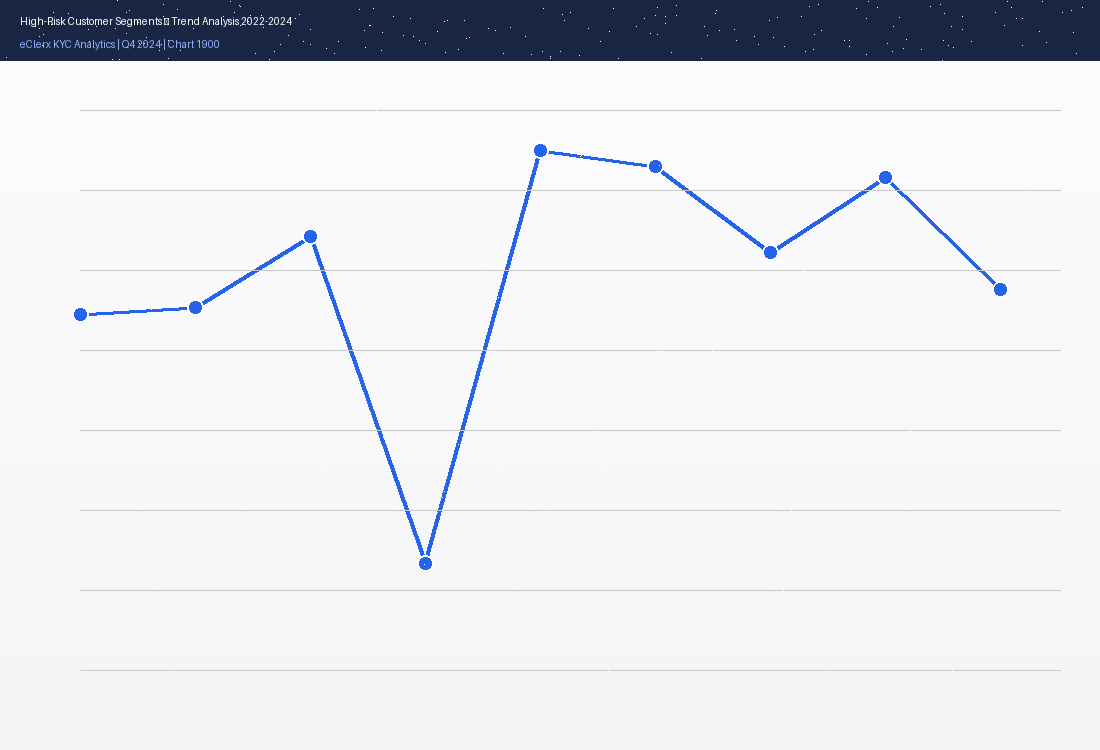 High-Risk Customer Segments▯ Trend Analysis,2022-2024
eClerx KYC Analytics | Q4 2024 | Chart 1900